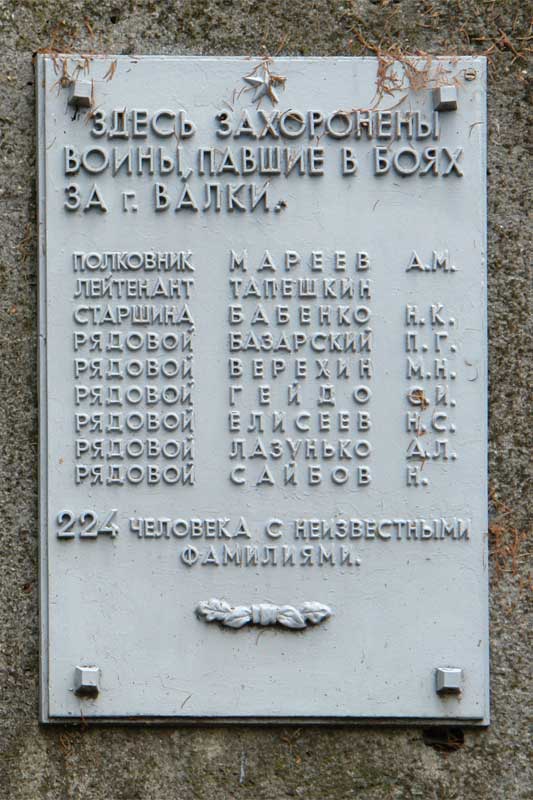 ЗДЕСЬ ЗАХОРОНЕНЫ
ВОИНЫ, ПАВШИЕ В БОЯХ
ЗА г. ВАЛКИ.
ПОЛКОВНИК МАРЕЕВ А.М.
ЛЕЙТЕНАНТ ТАПЕШКИН
СТАРШИНА БАБЕНКО Н.К.
РЯДОВОЙ БАЗАРСКИЙ П.Г.
РЯДОВОЙ ВЕРЕХИН М.Н.
РЯДОВОЙ ГЕЙДО
РЯДОВОЙ ЕЛИСЕЕВ Н.С.
РЯДОВОЙ ЛАЗУНЬКО А.Л.
РЯДОВОЙ САЙБОВ Н.
224 ЧЕЛОВЕКА С НЕИЗВЕСТНЫМИ
ФАМИЛИЯМИ.